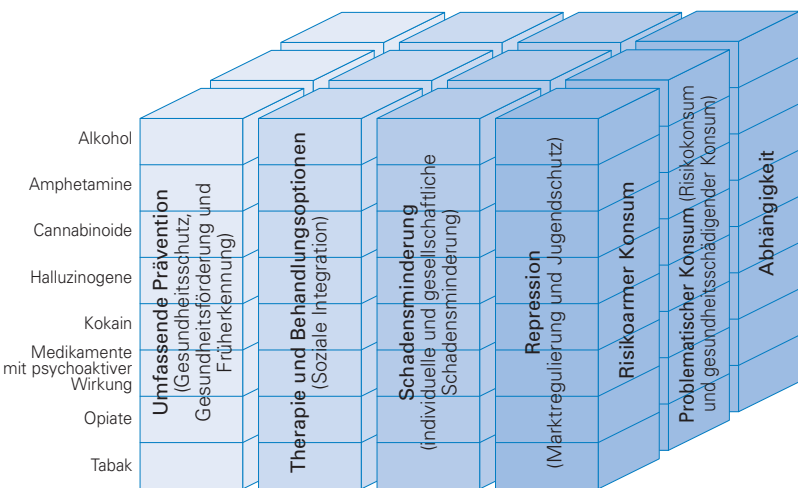 Alkohol
Amphetamine
Cannabinoide
Halluzinogene
Kokain
Medikamente
mit psychoaktiver
Wirkung
Opiate
Tabak
Umfassende Prävention
(Gesundheitsschutz,
Gesundheitsförderung und
Früherkennung)
Therapie und Behandlungsoptionen
(Soziale Integration)
Schadensminderung
(individuelle und gesellschaftliche
Schadensminderung)
Repression
(Marktregulierung und Jugendschutz)
Risikoarmer Konsum
Problematischer Konsum (Risikokonsum
und gesundheitsschädigender Konsum)
Abhängigkeit